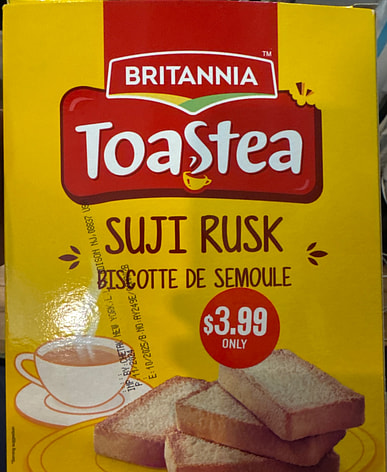 BRITANNIA
TM
Toastea
SUJI RUSK
BISCOTTE DE SEMOULE
$3.99
ONLY